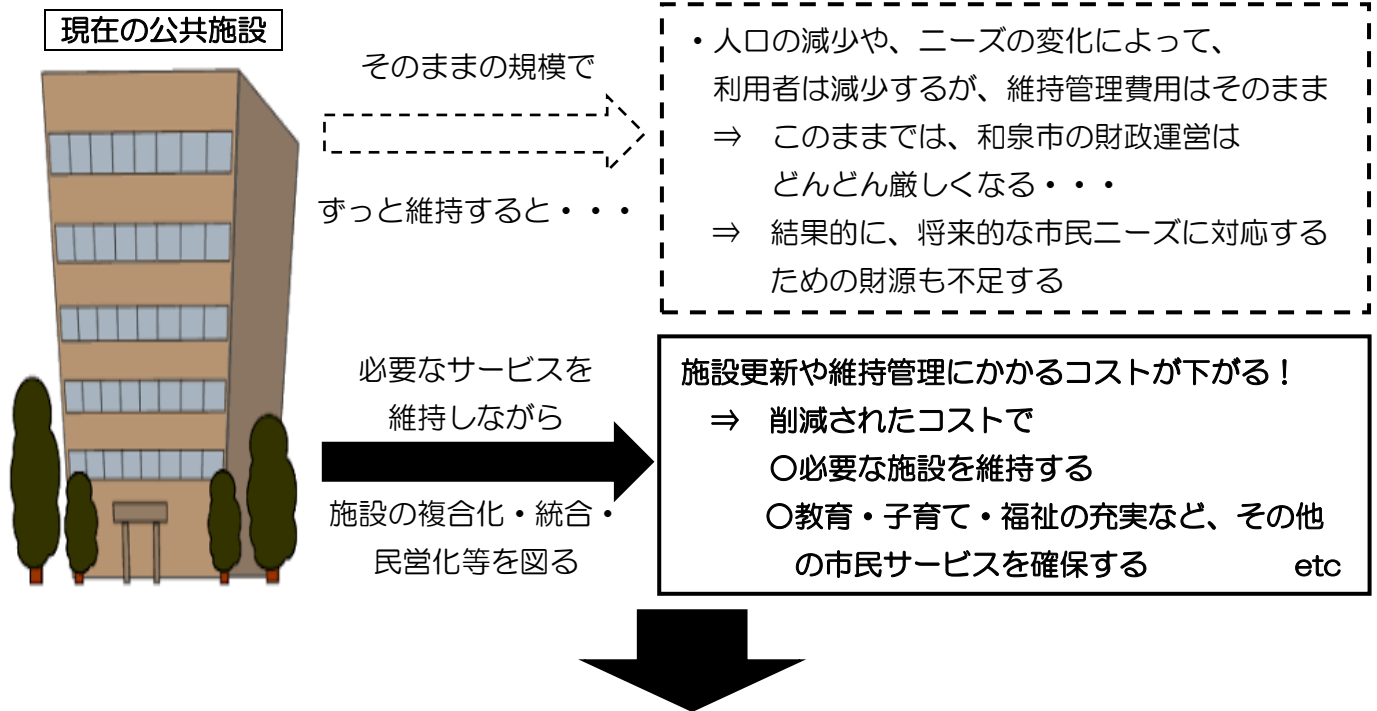 現在の公共施設
そのままの規模で
ずっと維持すると・・・
・人口の減少や、ニーズの変化によって、
利用者は減少するが、維持管理費用はそのまま
⇒ このままでは、和泉市の財政運営は
どんどん厳しくなる・・・
⇒ 結果的に、将来的な市民ニーズに対応する
ための財源も不足する
必要なサービスを
維持しながら
施設の複合化・統合・
民営化等を図る
施設更新や維持管理にかかるコストが下がる！
⇒ 削減されたコストで
〇必要な施設を維持する
〇教育・子育て・福祉の充実など、その他
の市民サービスを確保する etc